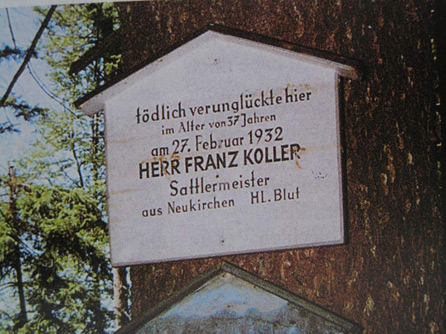 tödlich verunglückte hier
im Alter von 37 Jahren
am 27. Februar 1932
HERR FRANZ KOLLER
Sattlermeister
aus Neukirchen HL. Blut